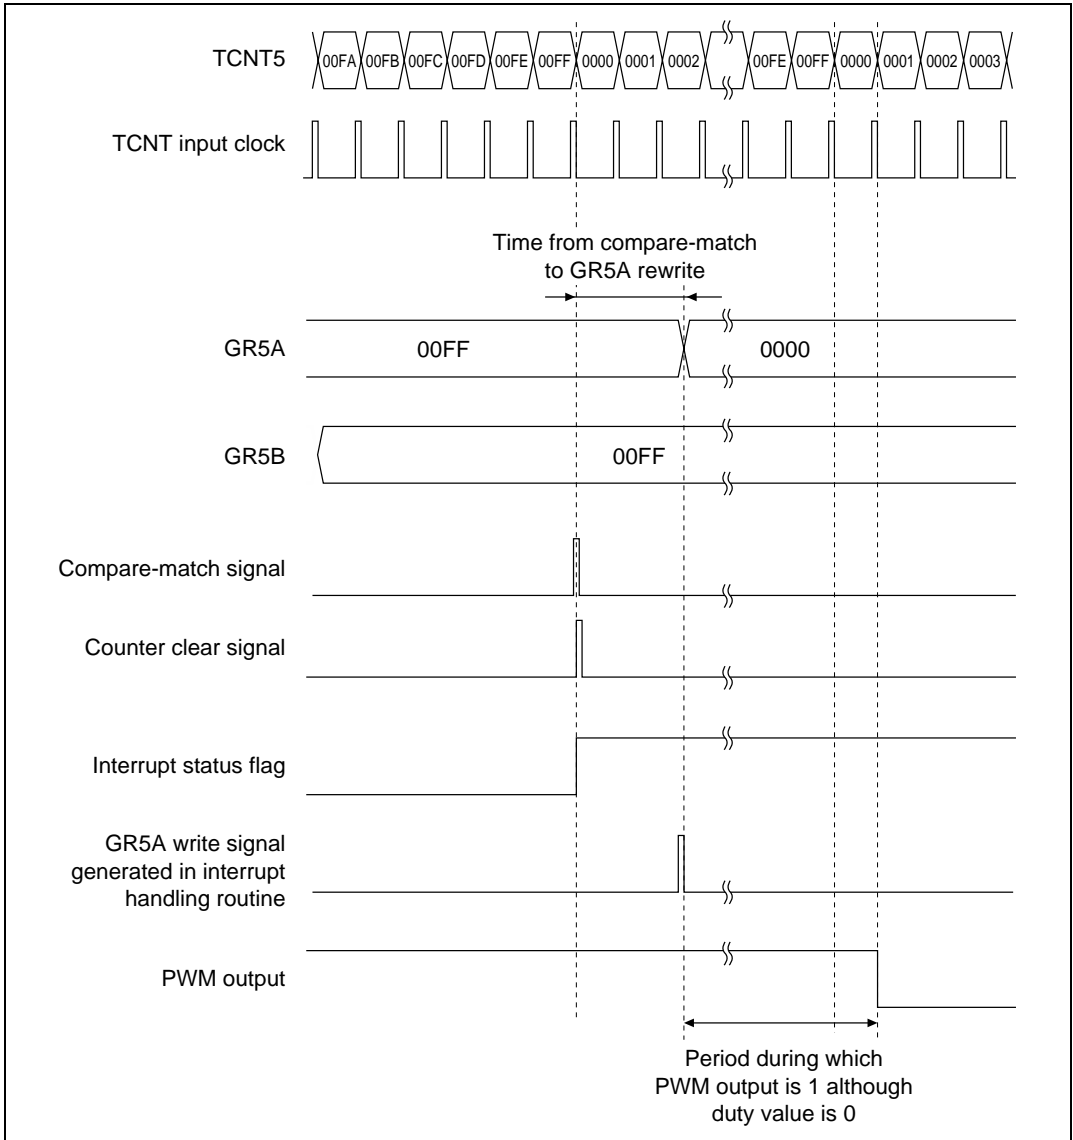 TCNT5
00FA 00FB 00FC 00FD 00FE 00FF 0000 0001 0002 00FE 00FF 0000 0001 0002 0003
TCNT input clock
Time from compare-match
to GR5A rewrite
GR5A
00FF
0000
GR5B
00FF
Compare-match signal
Counter clear signal
Interrupt status flag
GR5A write signal
generated in interrupt
handling routine
PWM output
Period during which
PWM output is 1 although
duty value is 0